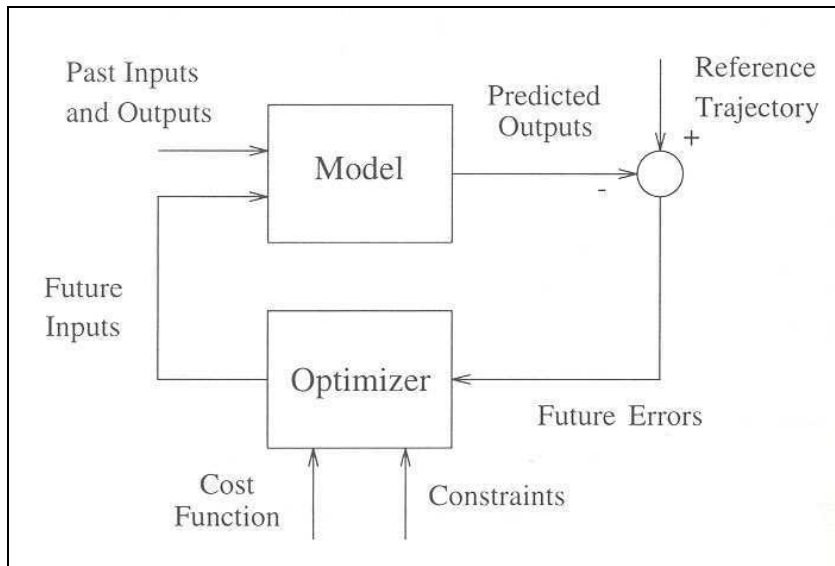 Past Inputs
and Outputs
Model
Predicted
Outputs
Reference
Trajectory
+
-
Future
Inputs
Optimizer
Future Errors
Cost
Function
Constraints